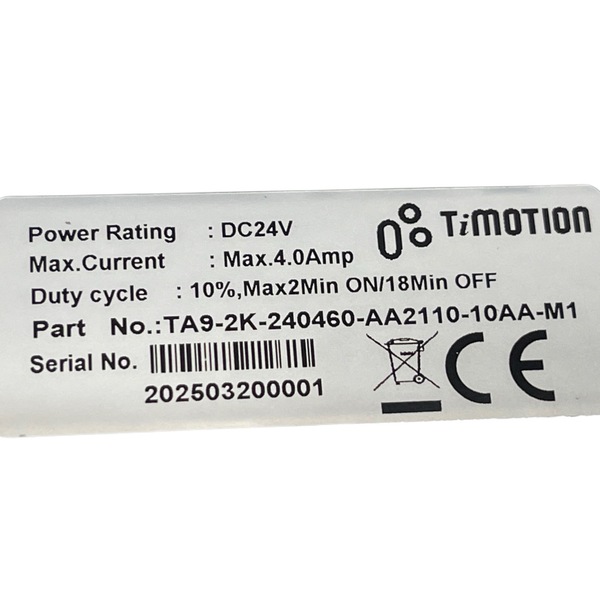 TiMOTION
Power Rating : DC24V
Max.Current : Max.4.0Amp
Duty cycle : 10%,Max2Min ON/18Min OFF
Part No.:TA9-2K-240460-AA2110-10AA-M1
Serial No.
202503200001
CE